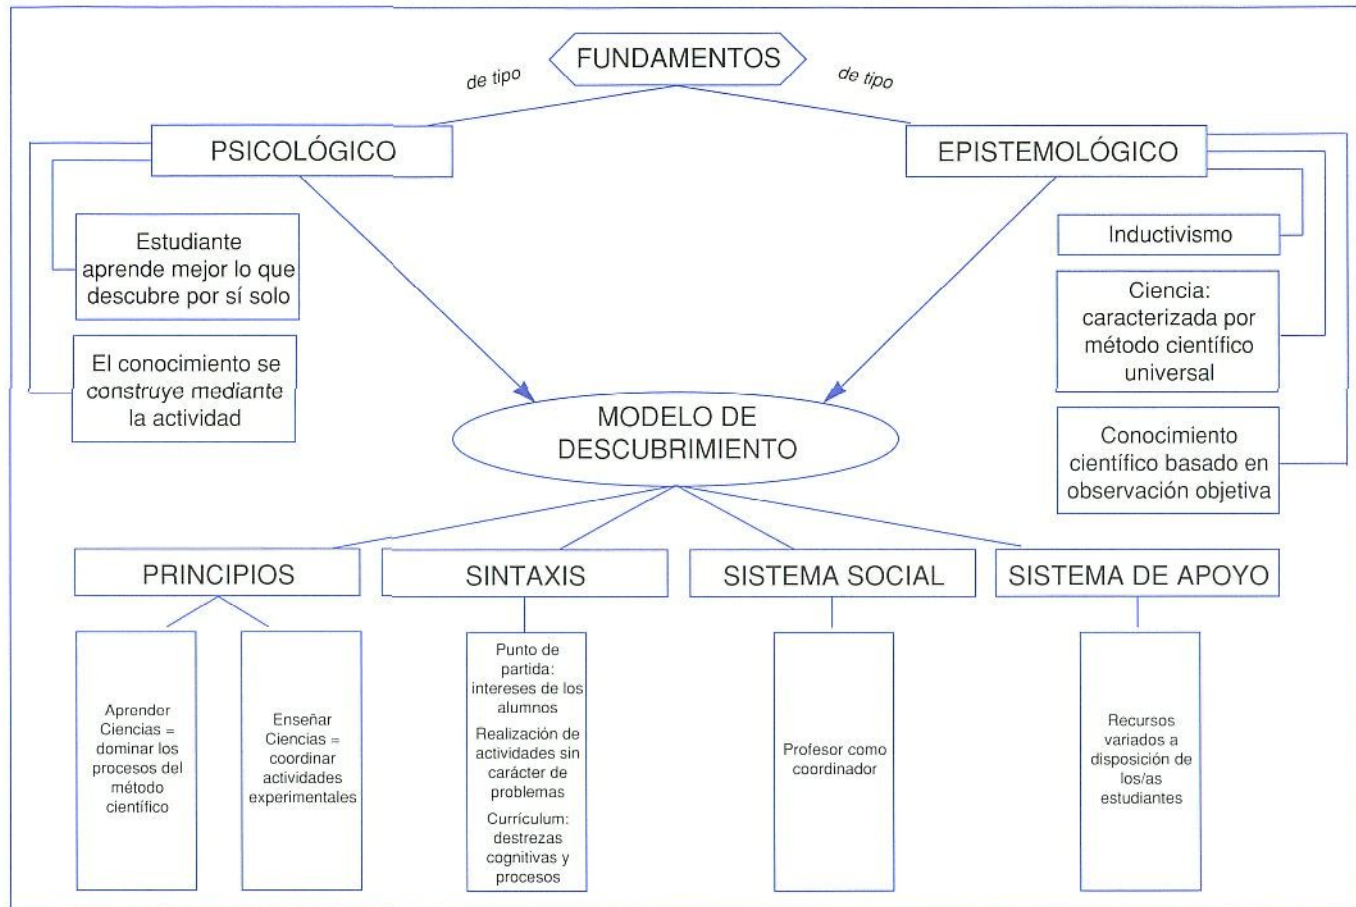 FUNDAMENTOS
de tipo
de tipo
PSICOLÓGICO
EPISTEMOLÓGICO
Estudiante
aprende mejor lo que
descubre por sí solo
El conocimiento se
construye mediante
la actividad
Inductivismo
Ciencia:
caracterizada por
método científico
universal
Conocimiento
científico basado en
observación objetiva
MODELO DE
DESCUBRIMIENTO
PRINCIPIOS
SINTAXIS
SISTEMA SOCIAL
SISTEMA DE APOYO
Aprender
Ciencias =
dominar los
procesos del
método
científico
Enseñar
Ciencias =
coordinar
actividades
experimentales
Punto de
partida:
intereses de los
alumnos
Realización de
actividades sin
carácter de
problemas
Currículum:
destrezas
cognitivas y
procesos
Profesor como
coordinador
Recursos
variados a
disposición de
los/as
estudiantes